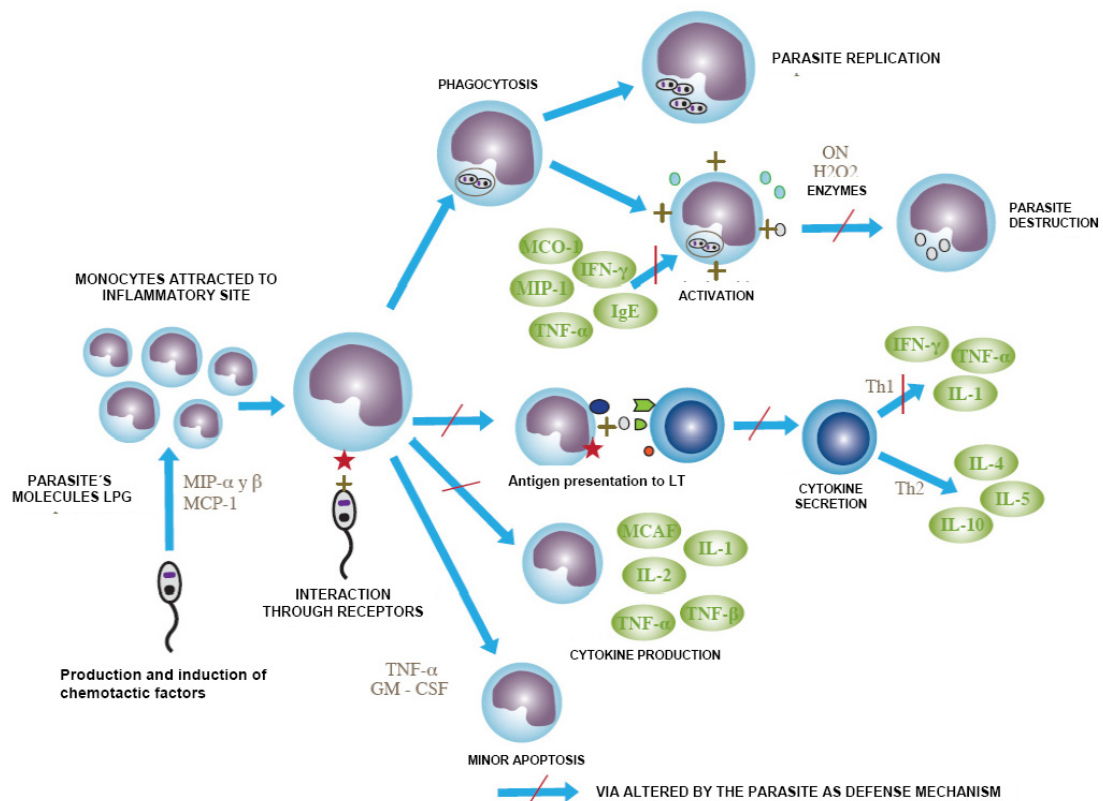 PARASITE REPLICATION
PHAGOCYTOSIS
ON
H2O2
ENZYMES
PARASITE
DESTRUCTION
MCO-1
IFN-γ
MIP-1
IgE
TNF-α
ACTIVATION
MONOCYTES ATTRACTED TO
INFLAMMATORY SITE
IFN-γ
TNF-α
Th1
IL-1
PARASITE´S
MOLECULES LPG
MIP-α y β
MCP-1
Antigen presentation to LT
CYTOKINE
SECRETION
Th2
IL-4
IL-5
IL-10
INTERACTION
THROUGH RECEPTORS
MCAF
IL-1
IL-2
TNF-α
TNF-β
CYTOKINE PRODUCTION
Production and induction of
chemotactic factors
TNF-α
GM - CSF
MINOR APOPTOSIS
VIA ALTERED BY THE PARASITE AS DEFENSE MECHANISM